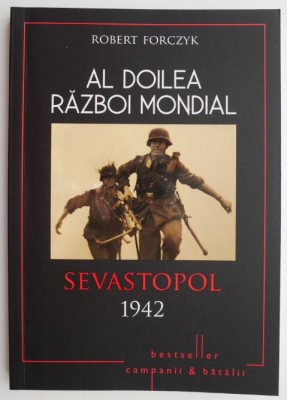 ROBERT FORCZYK
AL DOILEA
RĂZBOI MONDIAL
SEVASTOPOL
1942
bestseller
campanii & bătălii